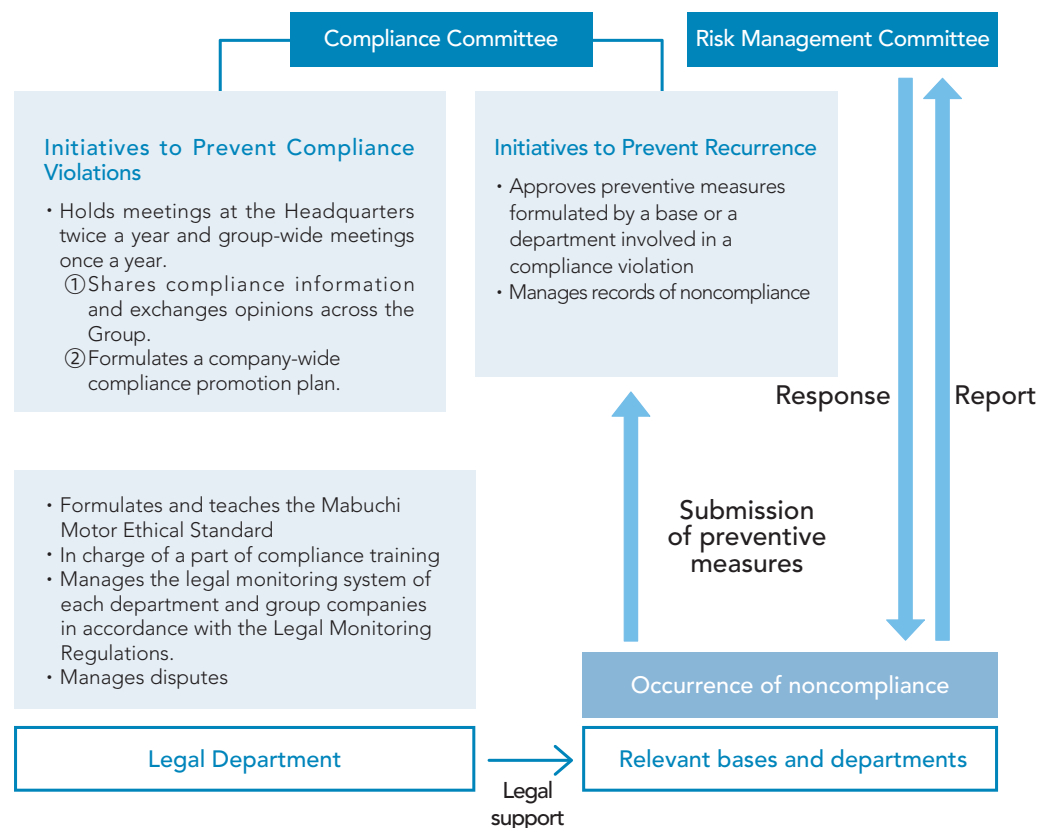 Compliance Committee
Risk Management Committee
Initiatives to Prevent Compliance
Violations
・Holds meetings at the Headquarters
twice a year and group-wide meetings
once a year.
①Shares compliance information
and exchanges opinions across the
Group.
②Formulates a company-wide
compliance promotion plan.
Initiatives to Prevent Recurrence
・Approves preventive measures
formulated by a base or a
department involved in a
compliance violation
・Manages records of noncompliance
Response
Report
・Formulates and teaches the Mabuchi
Motor Ethical Standard
・In charge of a part of compliance training
・Manages the legal monitoring system of
each department and group companies
in accordance with the Legal Monitoring
Regulations.
・Manages disputes
Submission
of preventive
measures
Occurrence of noncompliance
Legal Department
Legal
support
Relevant bases and departments